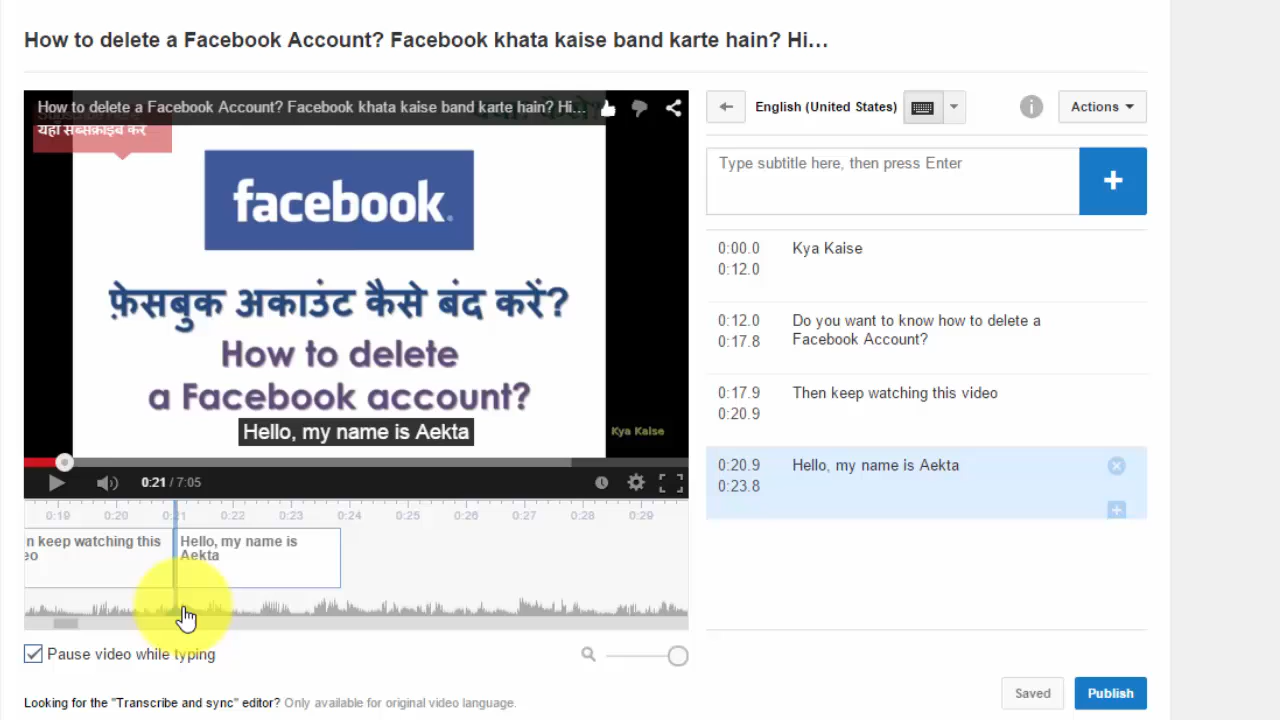 How to delete a Facebook Account? Facebook khata kaise band karte hain? Hi...
How to delete a Facebook Account? Facebook khata kaise band karte hain? Hi...
यहाँ सब्सक्राइब करें
facebook.
फ़ेसबुक अकाउंट कैसे बंद करें?
How to delete
a Facebook account?
Hello, my name is Aekta
Kya Kaise
0:21 / 7:05
0:19 0:20 0:21 0:22 0:23 0:24 0:25 0:26 0:27 0:28 0:29
n keep watching this
eo
Hello, my name is
Aekta
Pause video while typing
Looking for the "Transcribe and sync" editor? Only available for original video language.
English (United States)
Actions
Type subtitle here, then press Enter
0:00.0 Kya Kaise
0:12.0
0:12.0 Do you want to know how to delete a
0:17.8 Facebook Account?
0:17.9 Then keep watching this video
0:20.9
0:20.9 Hello, my name is Aekta
0:23.8
Saved
Publish